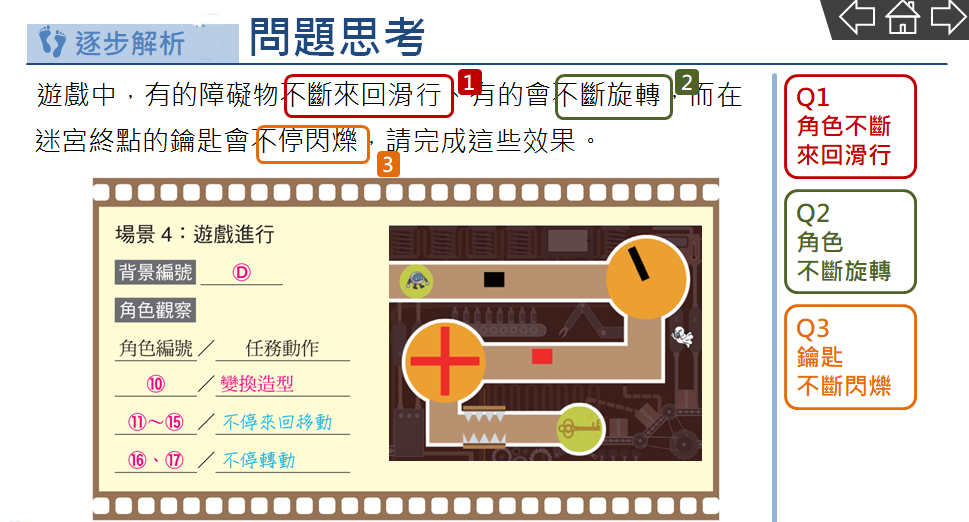 逐步解析
問題思考
遊戲中，有的障礙物不斷來回滑行、有的會不斷旋轉，而在
迷宮終點的鑰匙會不停閃爍，請完成這些效果。
1
2
3
場景 4：遊戲進行
背景編號 Ⓓ
角色觀察
角色編號／任務動作
⑩／變換造型
⑪～⑮／不停來回移動
⑯、⑰／不停轉動
Q1
角色不斷
來回滑行
Q2
角色
不斷旋轉
Q3
鑰匙
不斷閃爍